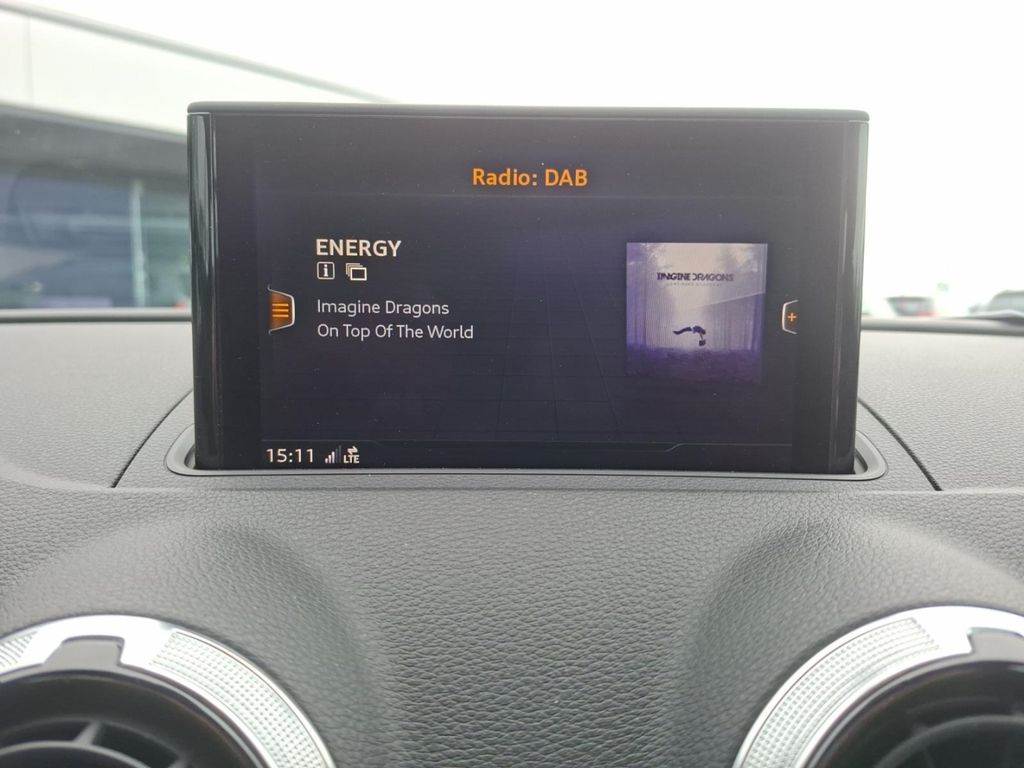 Radio: DAB
ENERGY
Imagine Dragons
On Top Of The World
IMAGINE DRAGONS
+
15:11 LTE